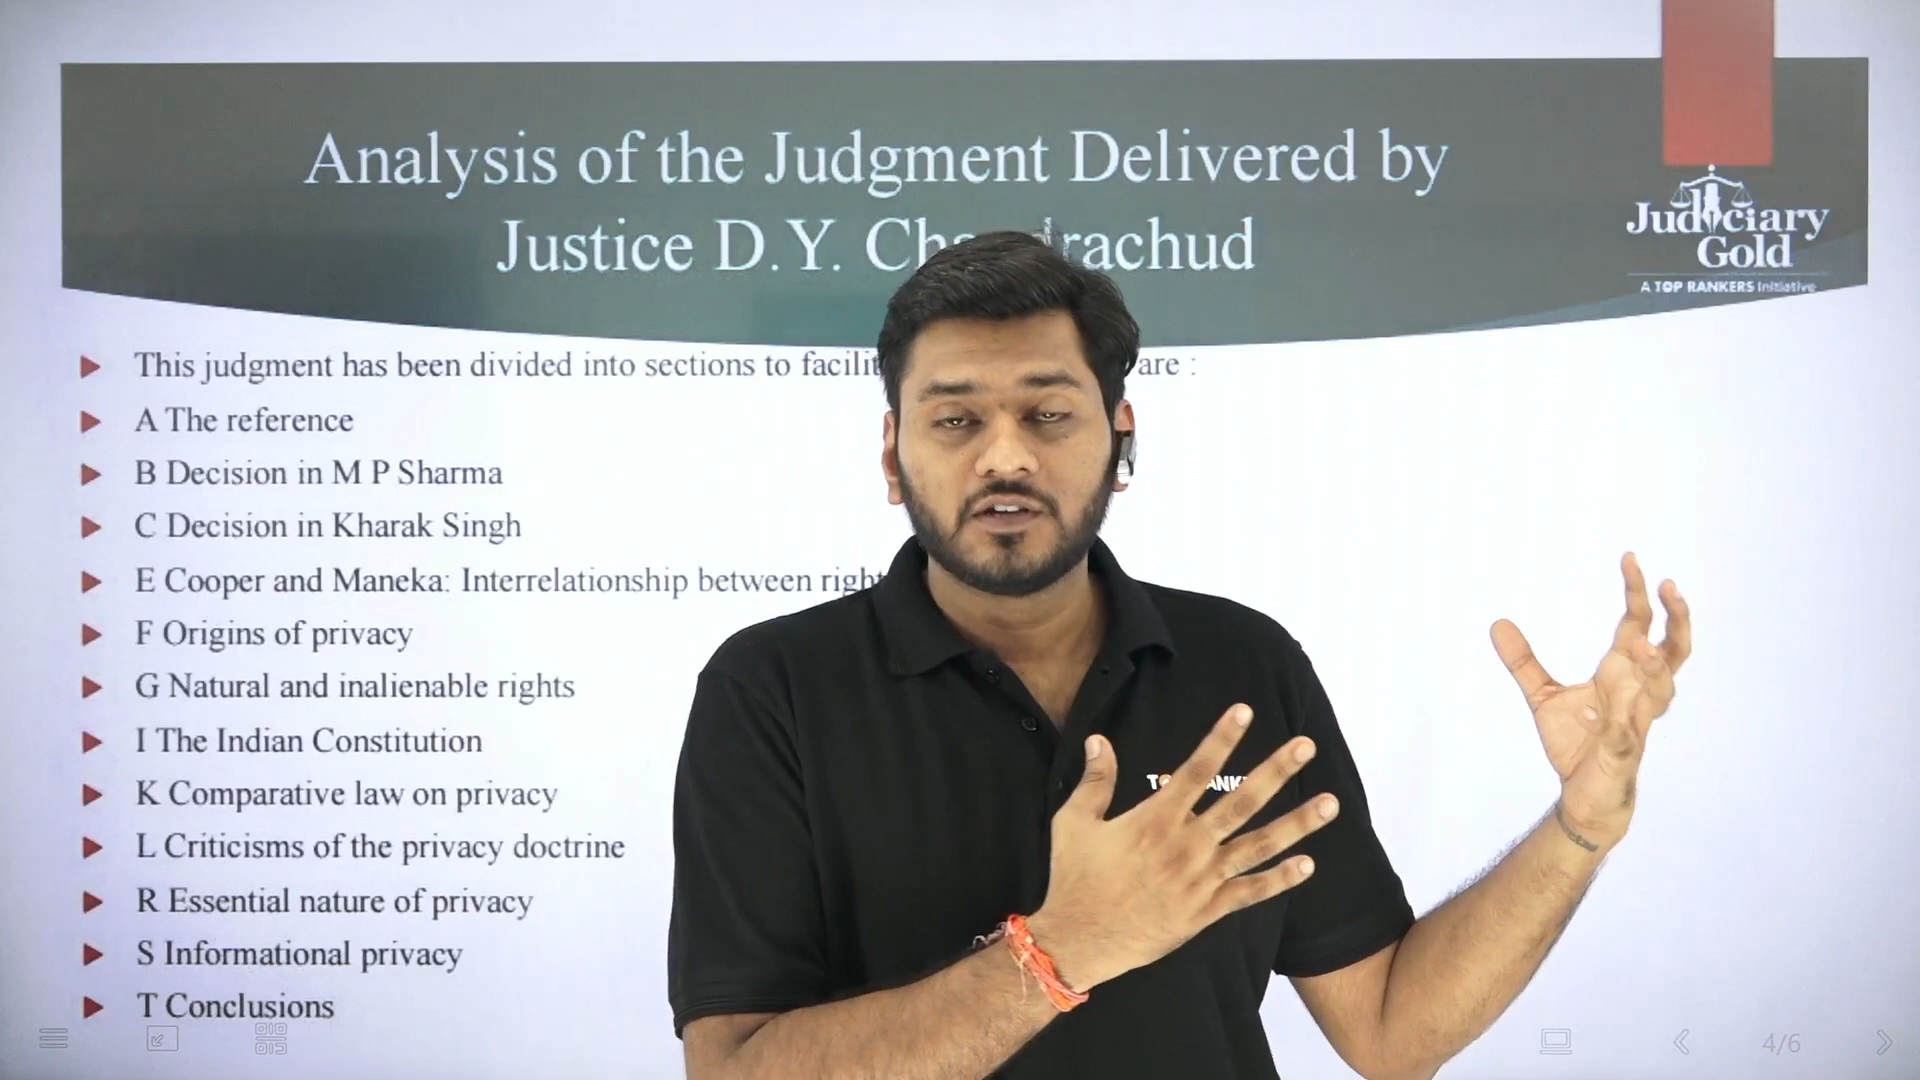 Analysis of the Judgment Delivered by
Justice D.Y.
Judiciary
Gold
A TOP RANKERS Initiative
This judgment has been divided into sections to are :
A The reference
B Decision in M P Sharma
C Decision in Kharak Singh
E Cooper and Maneka: Interrelationship between
F Origins of privacy
G Natural and inalienable rights
I The Indian Constitution
K Comparative law on privacy
L Criticisms of the privacy doctrine
R Essential nature of privacy
S Informational privacy
T Conclusions
4/6